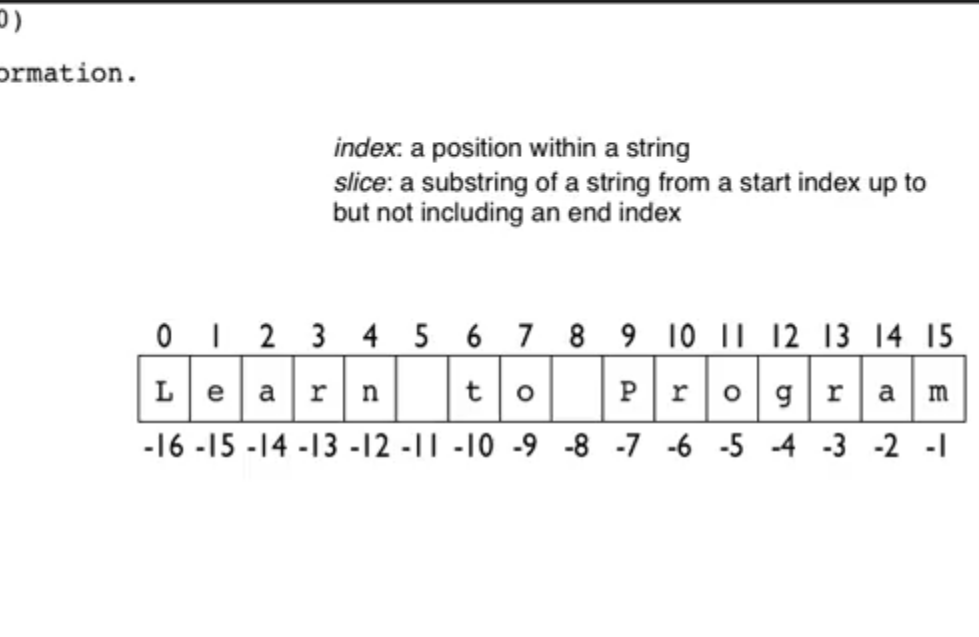 0)
ormation.
index: a position within a string
slice: a substring of a string from a start index up to
but not including an end index
0 1 2 3 4 5 6 7 8 9 10 11 12 13 14 15
L e a r n t o P r o g r a m
-16 -15 -14 -13 -12 -11 -10 -9 -8 -7 -6 -5 -4 -3 -2 -1